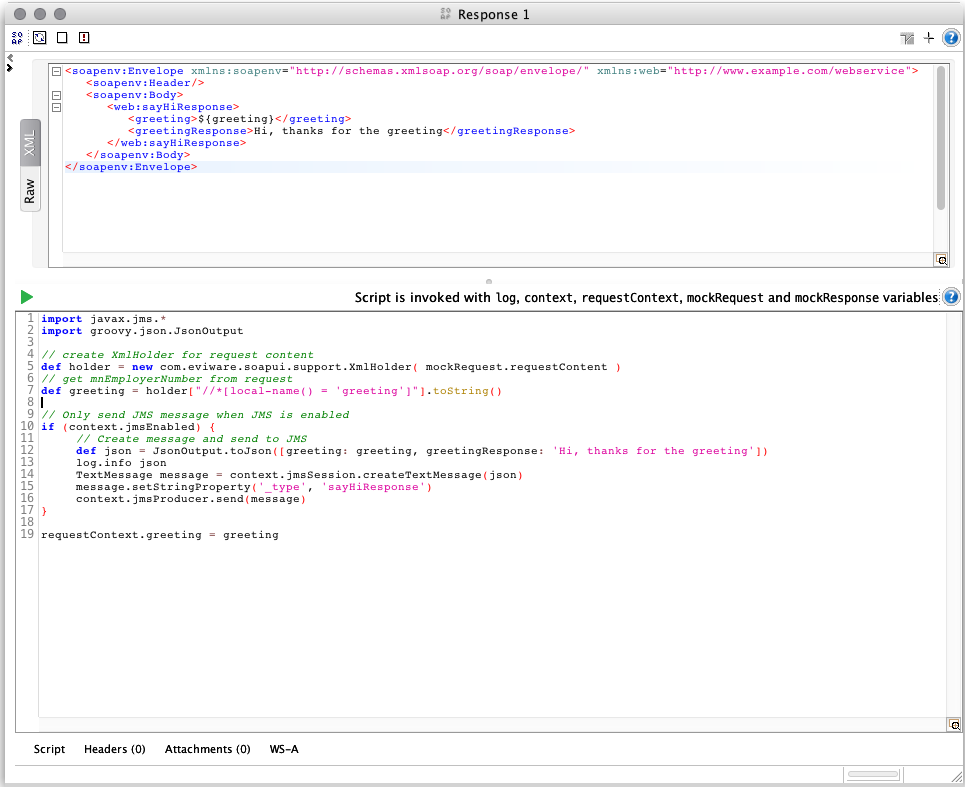 Response 1
<soapenv:Envelope xmlns:soapenv="http://schemas.xmlsoap.org/soap/envelope/" xmlns:web="http://www.example.com/webservice">
<soapenv:Header/>
<soapenv:Body>
<web:sayHiResponse>
<greeting>${greeting}</greeting>
<greetingResponse>Hi, thanks for the greeting</greetingResponse>
</web:sayHiResponse>
</soapenv:Body>
</soapenv:Envelope>
XML
Raw
Script is invoked with log, context, requestContext, mockRequest and mockResponse variables
1 import javax.jms.*
2 import groovy.json.JsonOutput
3
4 // create XmlHolder for request content
5 def holder = new com.eviware.soapui.support.XmlHolder( mockRequest.requestContent )
6 // get mnEmployerNumber from request
7 def greeting = holder["//*[local-name() = 'greeting']"].toString()
8
9 // Only send JMS message when JMS is enabled
10 if (context.jmsEnabled) {
11 // Create message and send to JMS
12 def json = JsonOutput.toJson([greeting: greeting, greetingResponse: 'Hi, thanks for the greeting'])
13 log.info json
14 TextMessage message = context.jmsSession.createTextMessage(json)
15 message.setStringProperty('_type', 'sayHiResponse')
16 context.jmsProducer.send(message)
17 }
18
19 requestContext.greeting = greeting
Script Headers (0) Attachments (0) WS-A